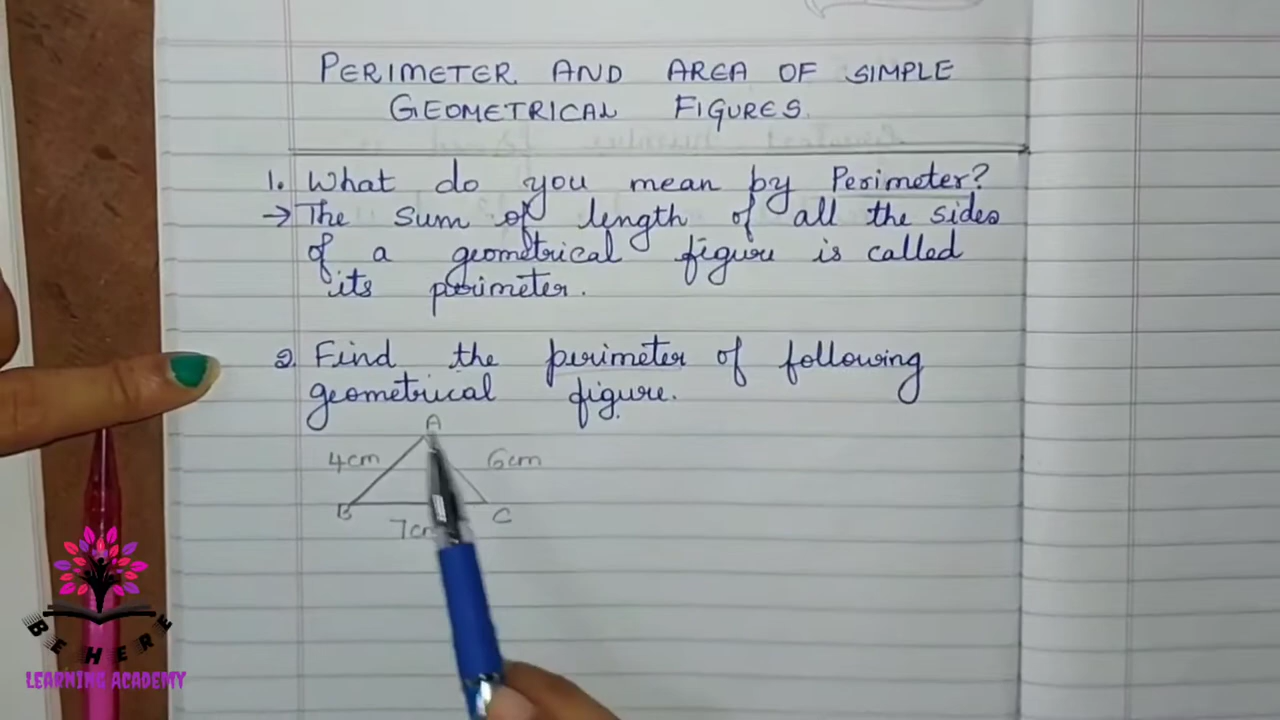 PERIMETER AND AREA OF SIMPLE
GEOMETRICAL FIGURES.
1. What do you mean by Perimeter?
→ The sum of length of all the sides
of a geometrical figure is called
its perimeter.
2. Find the perimeter of following
geometrical figure.
A
4cm 6cm
B C
7cm
BEHERE
LEARNING ACADEMY